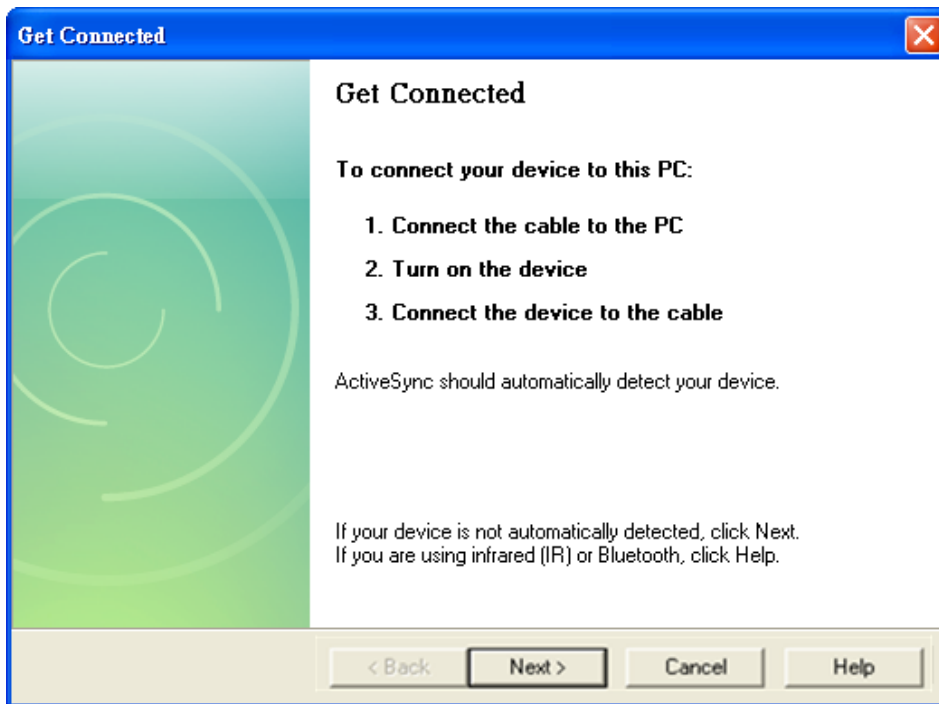 Get Connected
Get Connected
To connect your device to this PC:
1. Connect the cable to the PC
2. Turn on the device
3. Connect the device to the cable
ActiveSync should automatically detect your device.
If your device is not automatically detected, click Next.
If you are using infrared (IR) or Bluetooth, click Help.
< Back Next > Cancel Help